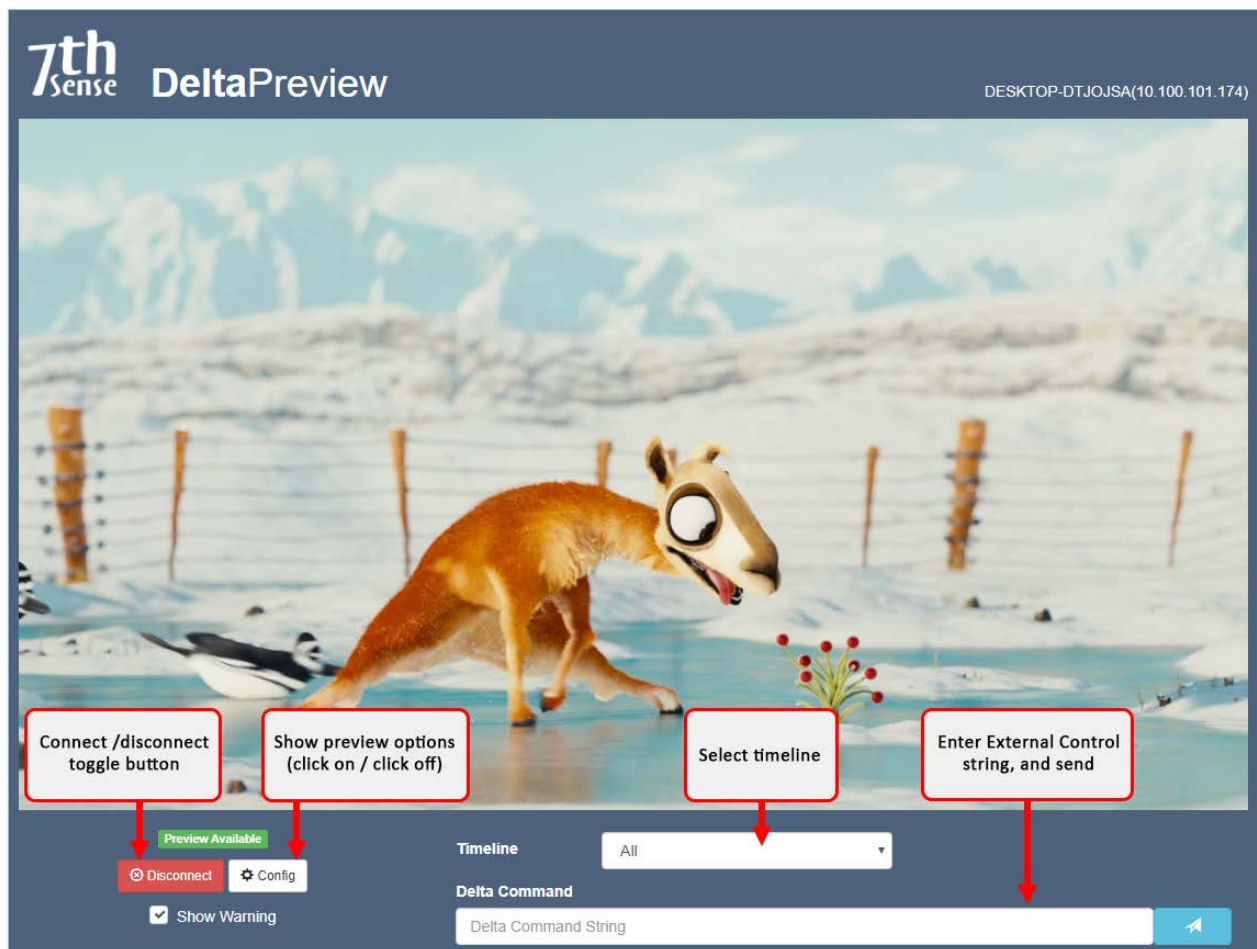 7th
Sense
DeltaPreview
DESKTOP-DTJOJSA(10.100.101.174)
Connect /disconnect
toggle button
Show preview options
(click on / click off)
Select timeline
Enter External Control
string, and send
Preview Available
Disconnect
Config
Show Warning
Timeline
All
Delta Command
Delta Command String